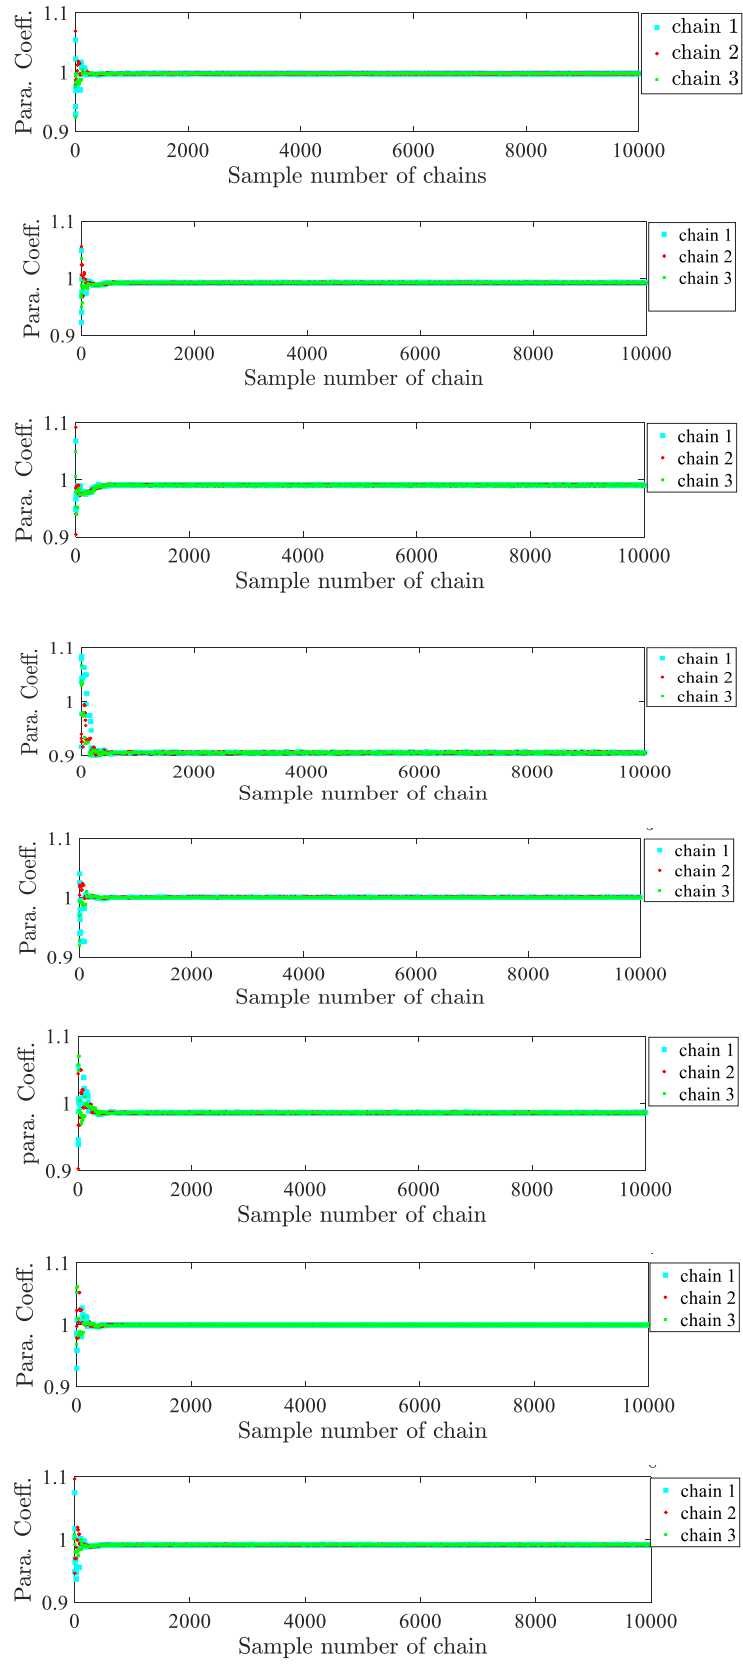 1.1
1
0.9
Para. Coeff.
0 2000 4000 6000 8000 10000
Sample number of chains
chain 1
chain 2
chain 3
1.1
1
0.9
Para. Coeff.
0 2000 4000 6000 8000 10000
Sample number of chain
chain 1
chain 2
chain 3
1.1
1
0.9
Para. Coeff.
0 2000 4000 6000 8000 10000
Sample number of chain
chain 1
chain 2
chain 3
1.1
1
0.9
Para. Coeff.
0 2000 4000 6000 8000 10000
Sample number of chain
chain 1
chain 2
chain 3
1.1
1
0.9
Para. Coeff.
0 2000 4000 6000 8000 10000
Sample number of chain
chain 1
chain 2
chain 3
1.1
1
0.9
para. Coeff.
0 2000 4000 6000 8000 10000
Sample number of chain
chain 1
chain 2
chain 3
1.1
1
0.9
Para. Coeff.
0 2000 4000 6000 8000 10000
Sample number of chain
chain 1
chain 2
chain 3
1.1
1
0.9
Para. Coeff.
0 2000 4000 6000 8000 10000
Sample number of chain
chain 1
chain 2
chain 3